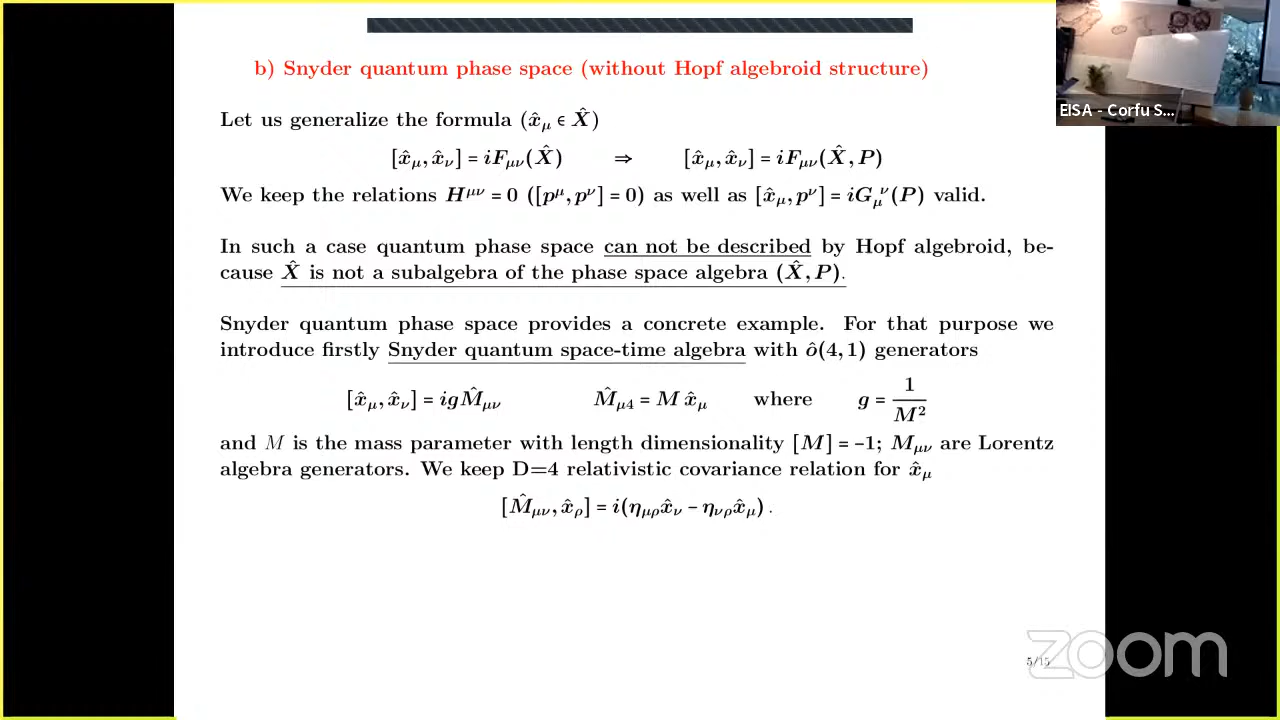 b) Snyder quantum phase space (without Hopf algebroid structure)
EISA - Corfu S...
Let us generalize the formula (x̂_μ ∈ X̂)
[x̂_μ, x̂_ν] = iF_μν(X̂) ⇒ [x̂_μ, x̂_ν] = iF_μν(X̂, P)
We keep the relations H^μν = 0 ([p^μ, p^ν] = 0) as well as [x̂_μ, p^ν] = iG_μ^ν(P) valid.
In such a case quantum phase space can not be described by Hopf algebroid, be-
cause X̂ is not a subalgebra of the phase space algebra (X̂, P).
Snyder quantum phase space provides a concrete example. For that purpose we
introduce firstly Snyder quantum space-time algebra with ô(4, 1) generators
[x̂_μ, x̂_ν] = igM̂_μν M̂_μ4 = M x̂_μ where g = 1/M²
and M is the mass parameter with length dimensionality [M] = −1; M_μν are Lorentz
algebra generators. We keep D=4 relativistic covariance relation for x̂_μ
[M̂_μν, x̂_ρ] = i(η_μρ x̂_ν − η_νρ x̂_μ) .
5/15
zoom